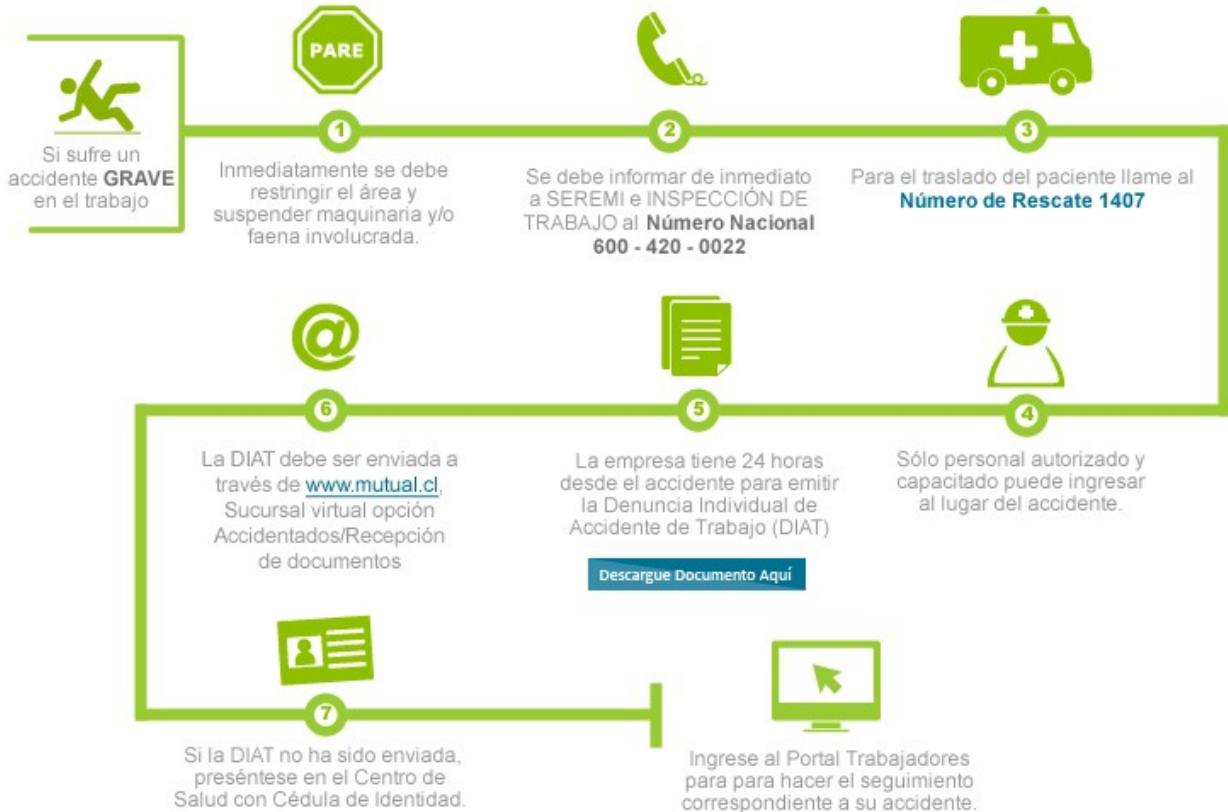 Si sufre un
accidente GRAVE
en el trabajo
PARE
1
Inmediatamente se debe
restringir el área y
suspender maquinaria y/o
faena involucrada.
2
Se debe informar de inmediato
a SEREMI e INSPECCIÓN DE
TRABAJO al Número Nacional
600 - 420 - 0022
3
Para el traslado del paciente llame al
Número de Rescate 1407
4
Sólo personal autorizado y
capacitado puede ingresar
al lugar del accidente.
5
La empresa tiene 24 horas
desde el accidente para emitir
la Denuncia Individual de
Accidente de Trabajo (DIAT)
Descargue Documento Aquí
@
6
La DIAT debe ser enviada a
través de www.mutual.cl,
Sucursal virtual opción
Accidentados/Recepción
de documentos
7
Si la DIAT no ha sido enviada,
preséntese en el Centro de
Salud con Cédula de Identidad.
Ingrese al Portal Trabajadores
para para hacer el seguimiento
correspondiente a su accidente.